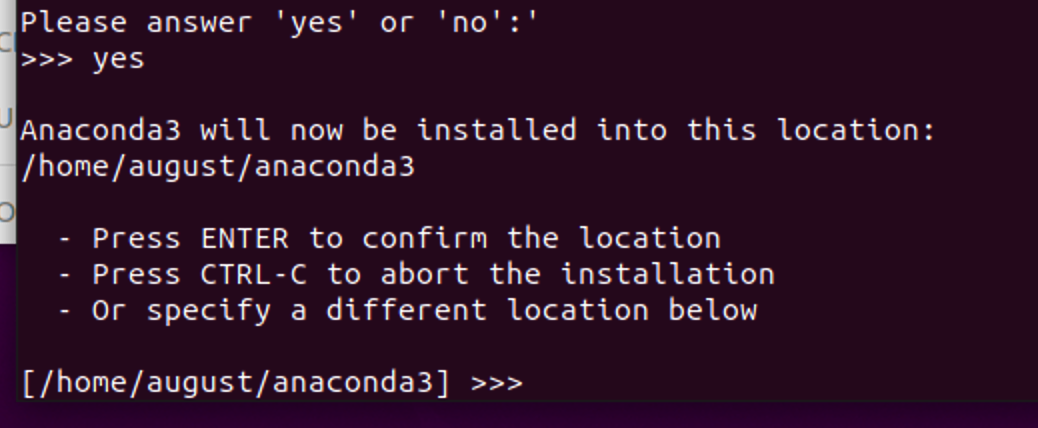 Please answer 'yes' or 'no':'
>>> yes
Anaconda3 will now be installed into this location:
/home/august/anaconda3
- Press ENTER to confirm the location
- Press CTRL-C to abort the installation
- Or specify a different location below
[/home/august/anaconda3] >>>